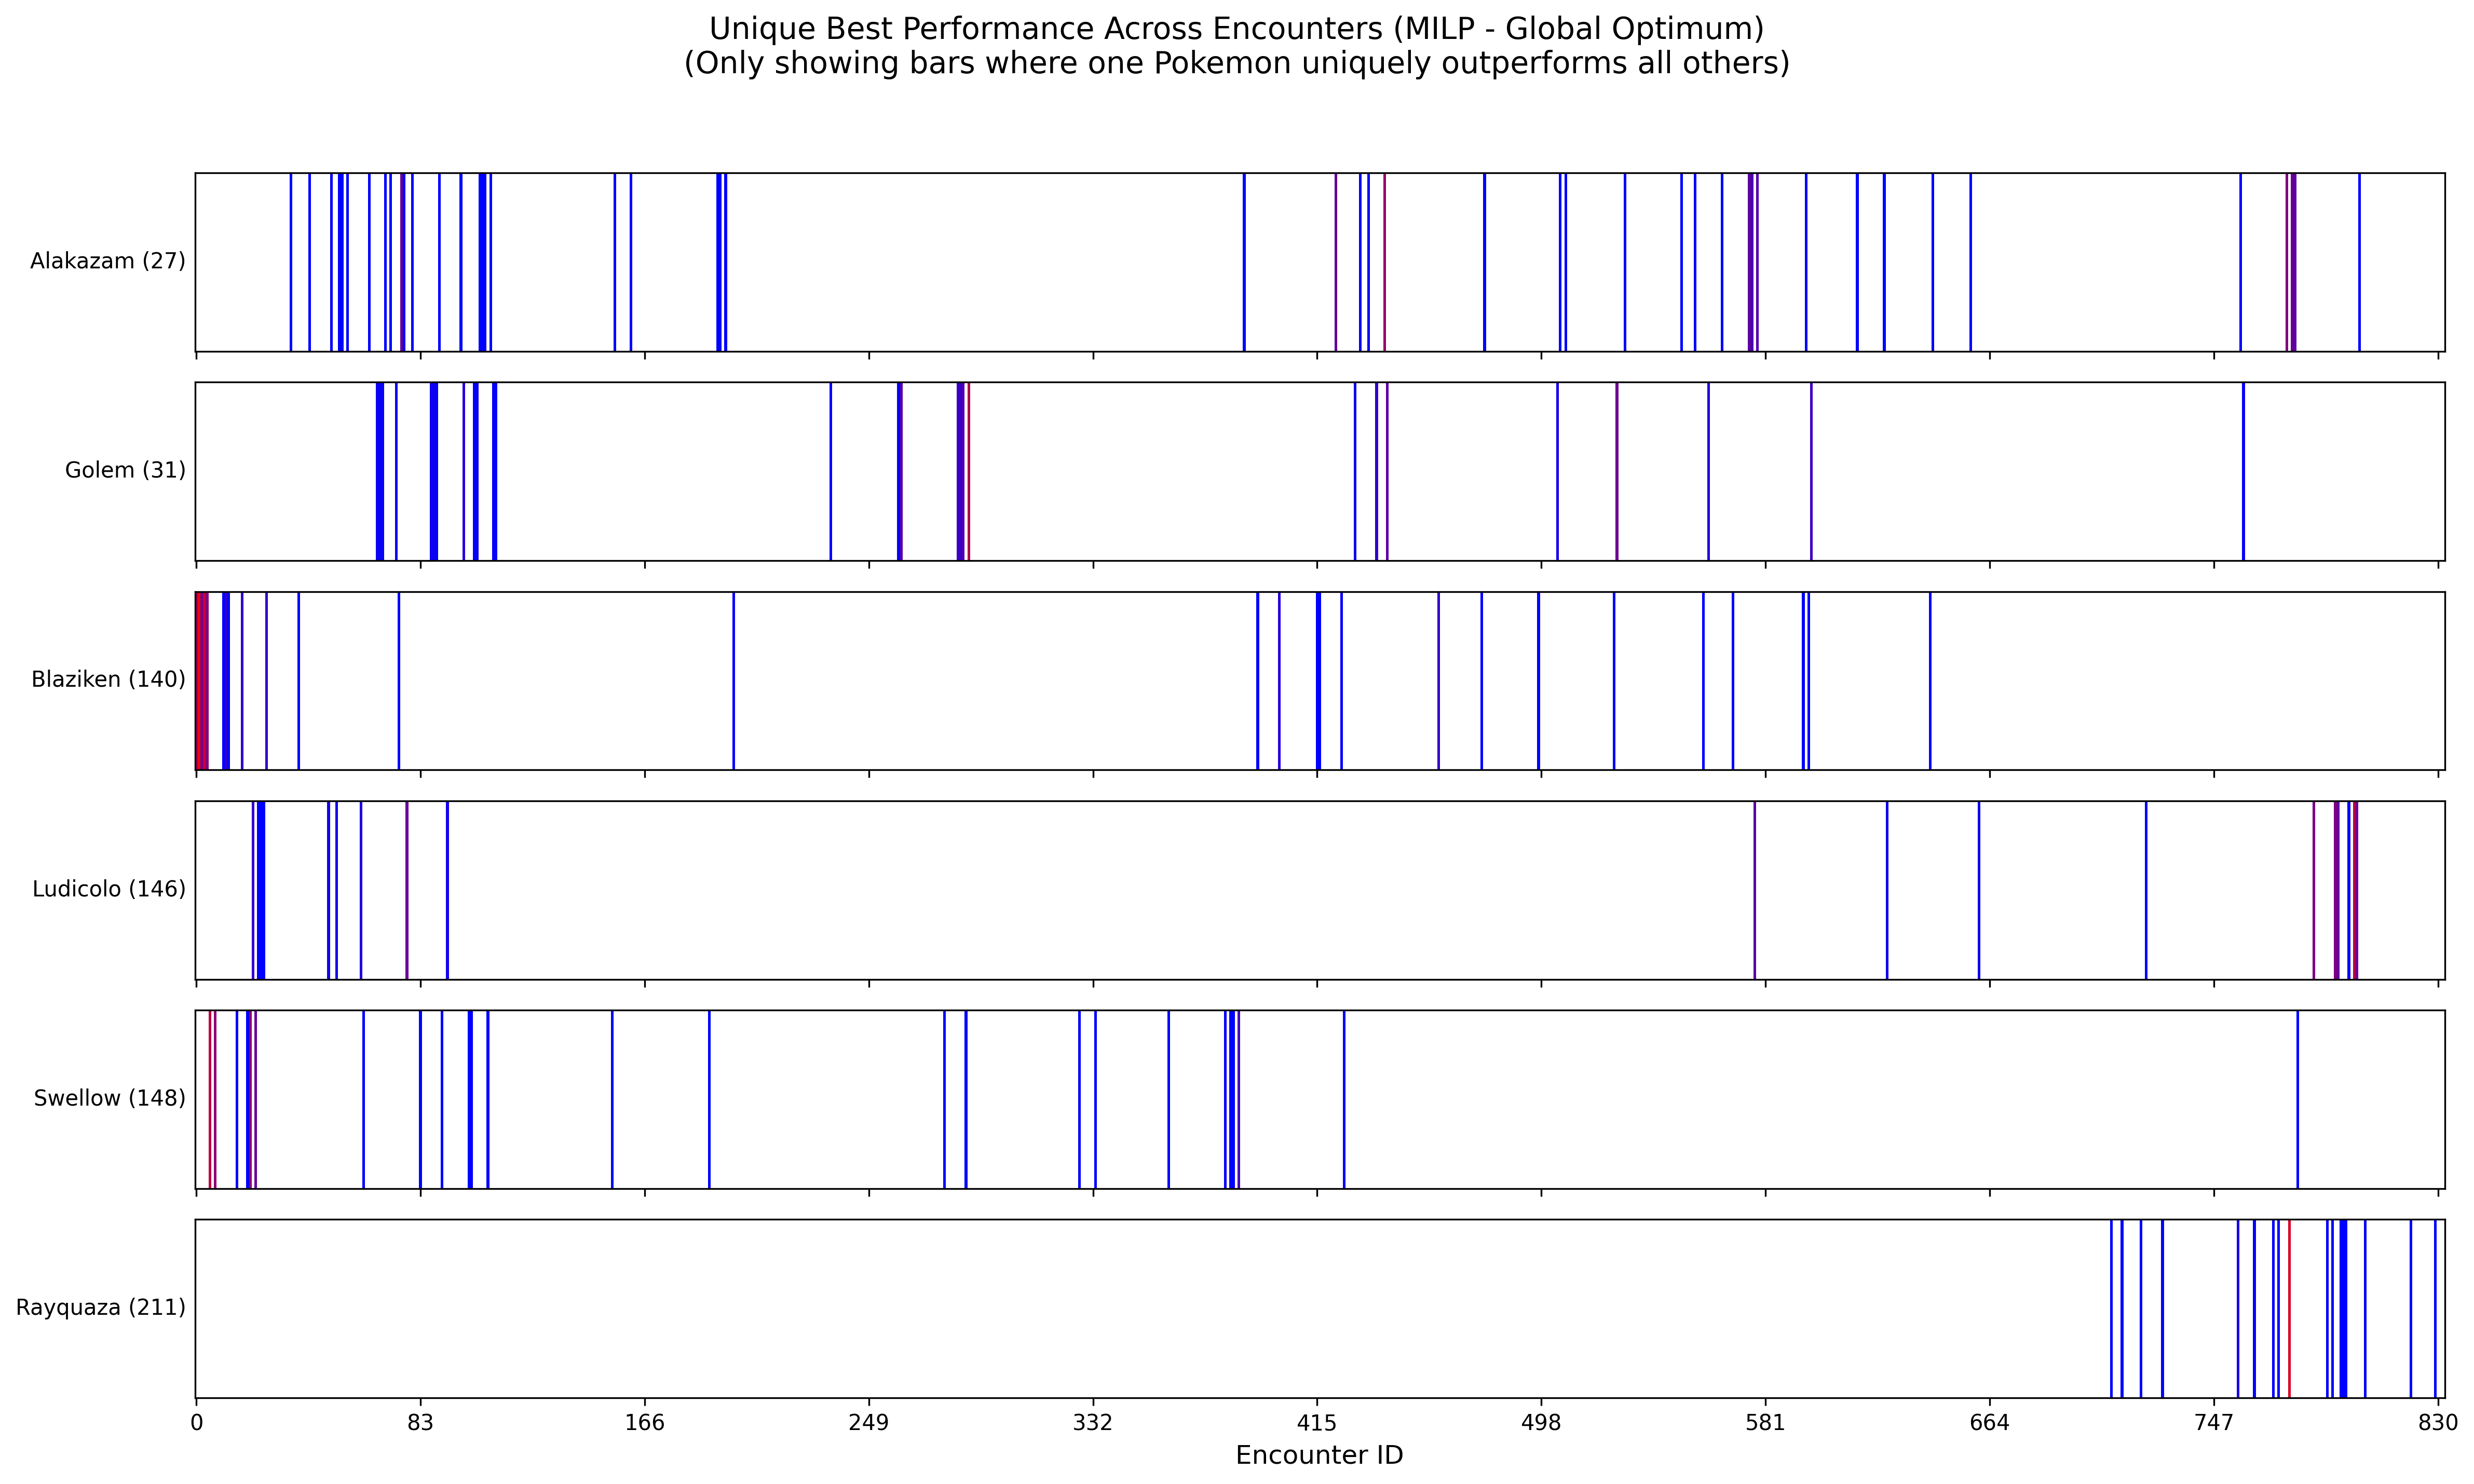 Unique Best Performance Across Encounters (MILP - Global Optimum)
(Only showing bars where one Pokemon uniquely outperforms all others)
Alakazam (27)
Golem (31)
Blaziken (140)
Ludicolo (146)
Swellow (148)
Rayquaza (211)
0 83 166 249 332 415 498 581 664 747 830
Encounter ID